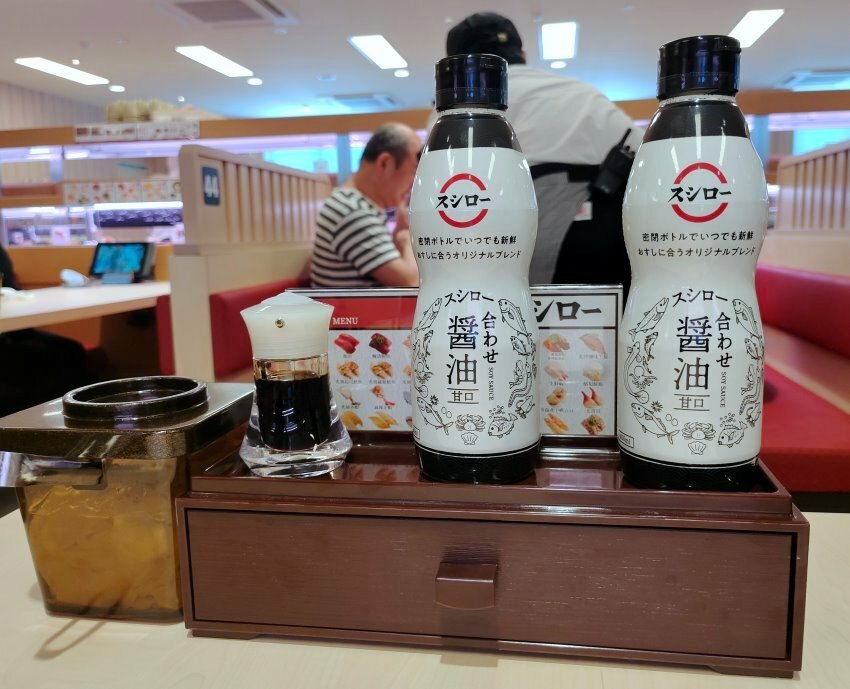 44
MENU
シロー
スシロー
密閉ボトルでいつでも新鮮
おすしに合うオリジナルブレンド
スシロー
合わせ
醤油
SOY SAUCE
甘口
スシロー
密閉ボトルでいつでも新鮮
おすしに合うオリジナルブレンド
スシロー
合わせ
醤油
SOY SAUCE
甘口